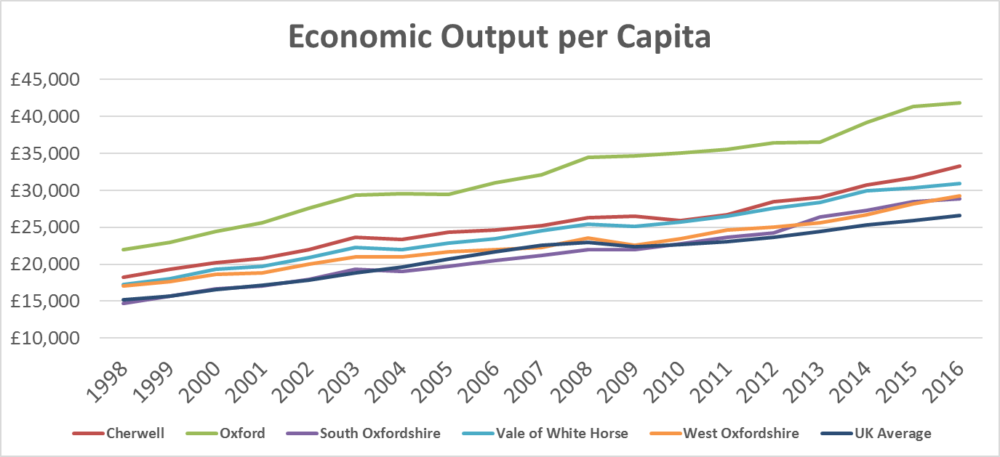 Economic Output per Capita
£45,000
£40,000
£35,000
£30,000
£25,000
£20,000
£15,000
£10,000
1998 1999 2000 2001 2002 2003 2004 2005 2006 2007 2008 2009 2010 2011 2012 2013 2014 2015 2016
Cherwell Oxford South Oxfordshire Vale of White Horse West Oxfordshire UK Average